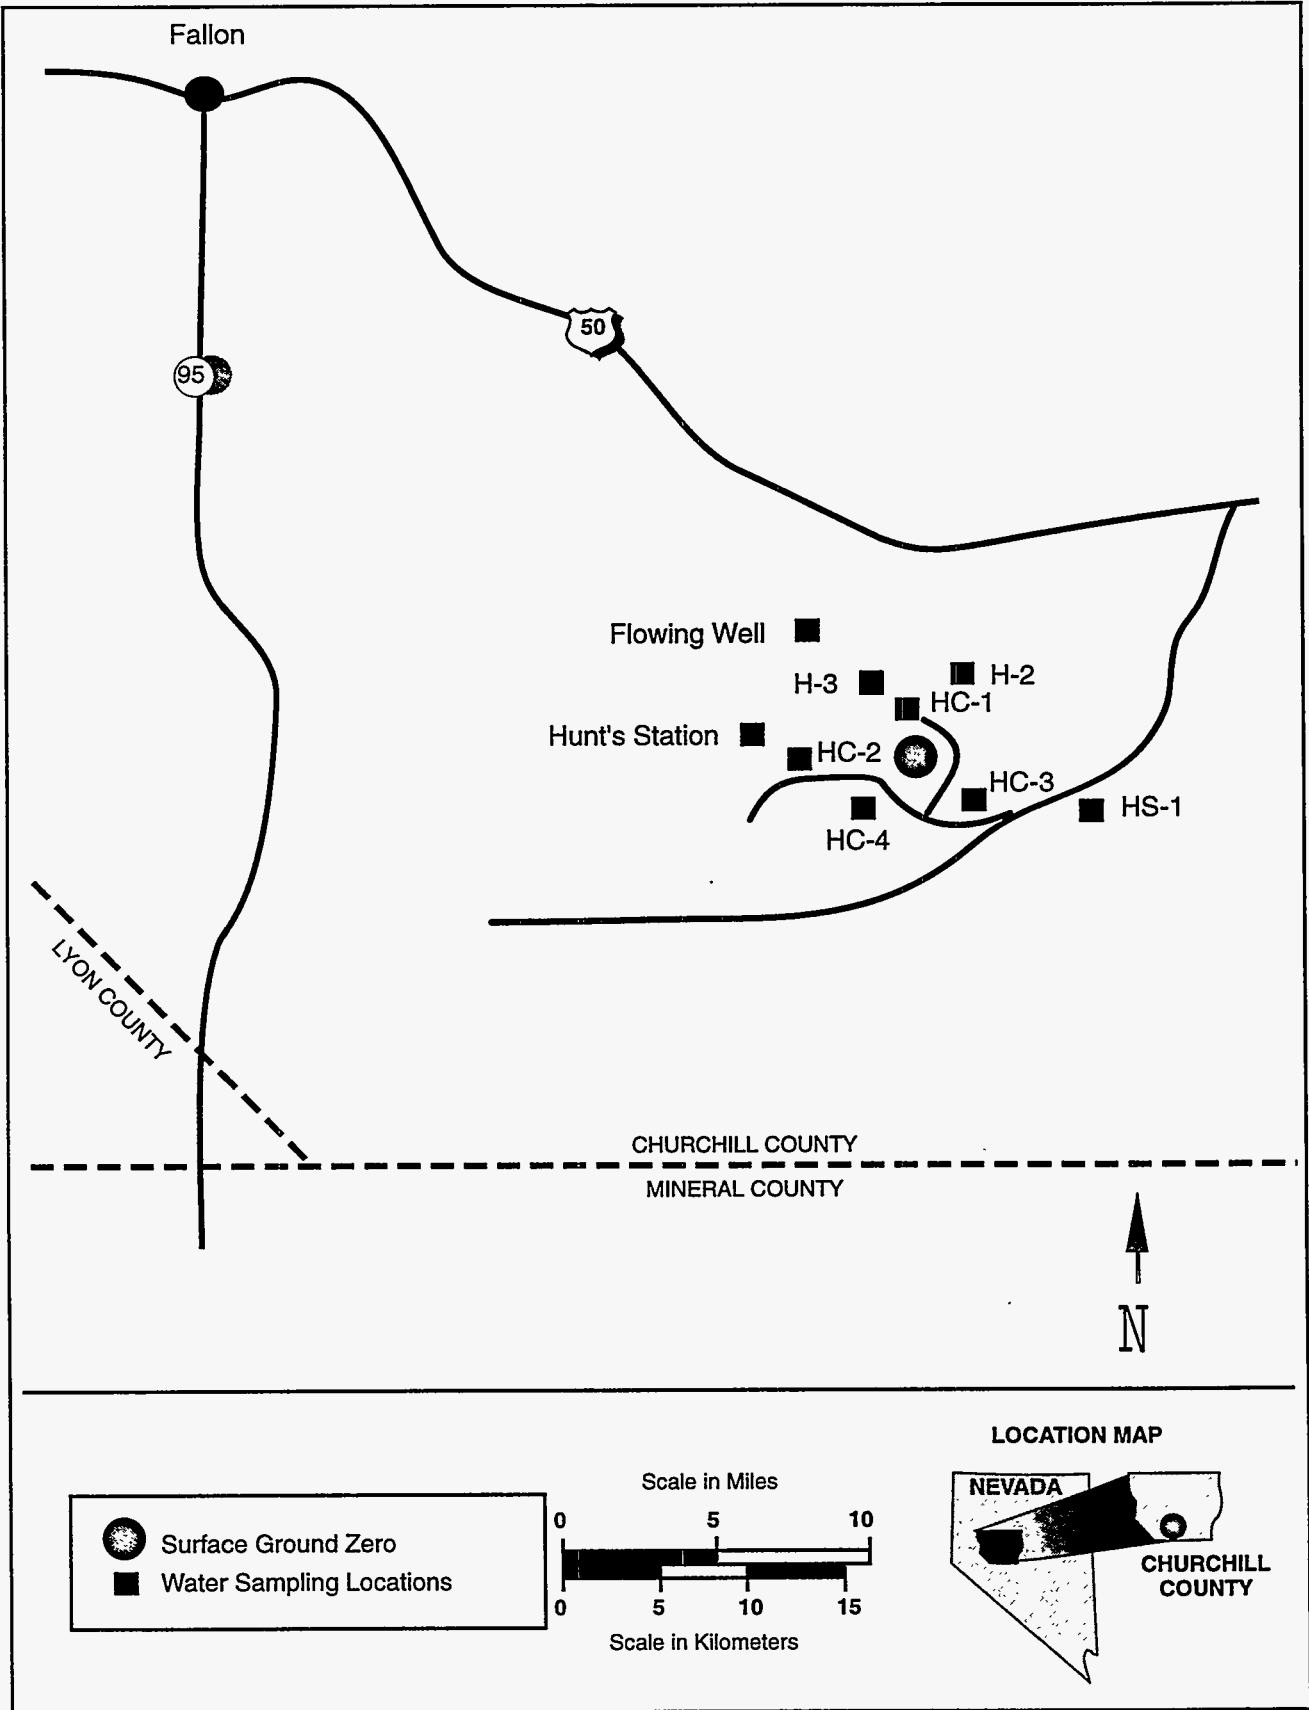 Fallon
50
95
Flowing Well
H-3
H-2
HC-1
Hunt's Station
HC-2
HC-3
HS-1
HC-4
LYON COUNTY
CHURCHILL COUNTY
MINERAL COUNTY
N
LOCATION MAP
NEVADA
CHURCHILL
COUNTY
Surface Ground Zero
Water Sampling Locations
Scale in Miles
0 5 10
0 5 10 15
Scale in Kilometers